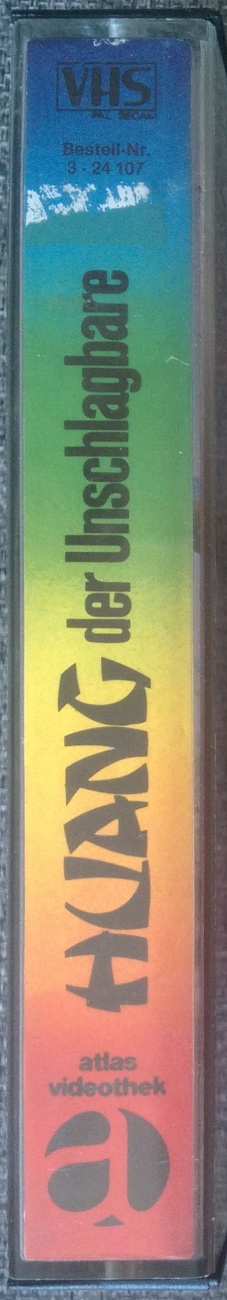 VHS
PAL SECAM
Bestell-Nr.
3 - 24 107
HUANG der Unschlagbare
atlas
videothek
a